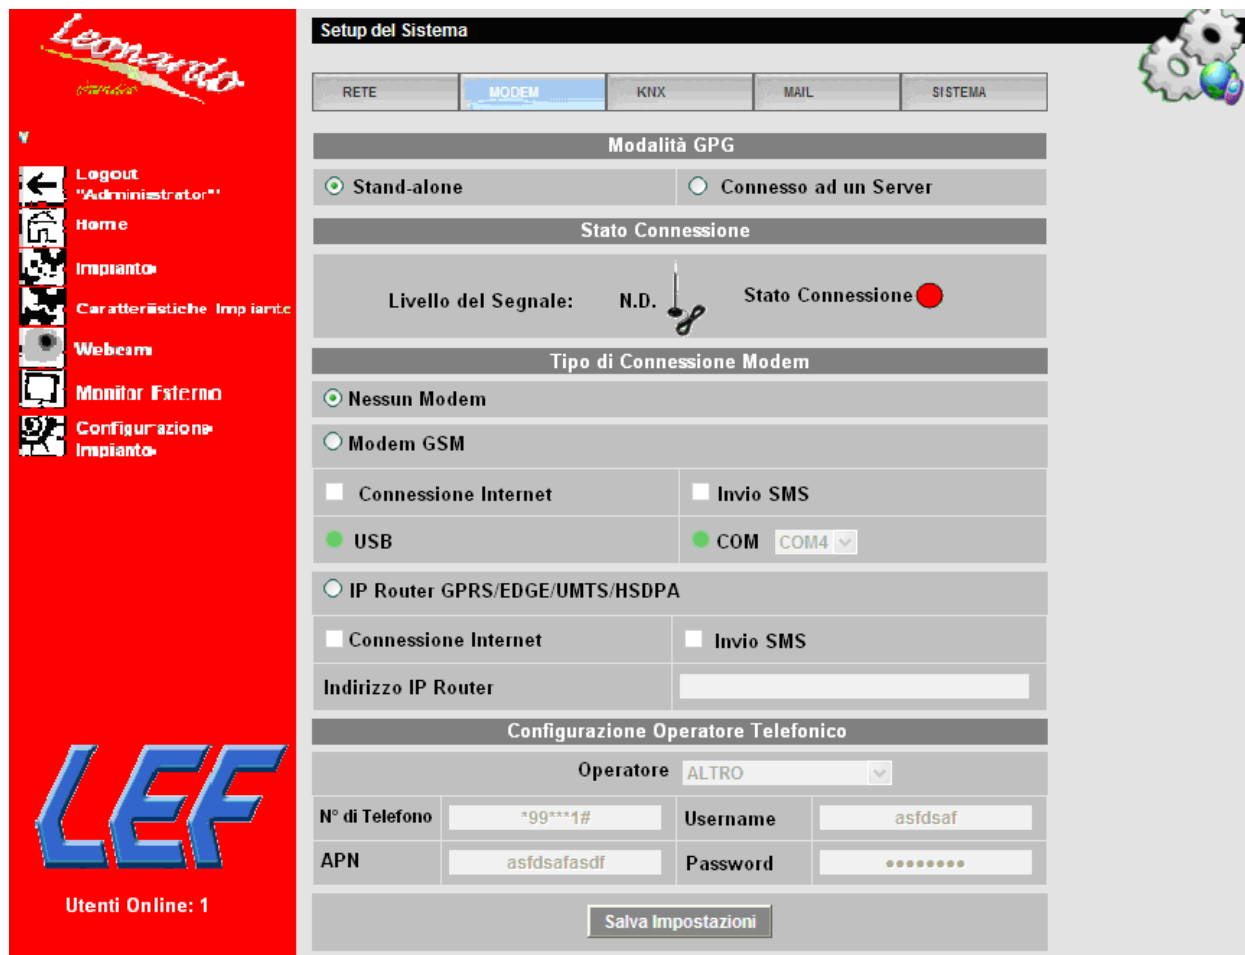 Leonardo
Setup del Sistema
RETE
MODEM
KNX
MAIL
SISTEMA
Logout
"Administrator"
Home
Impianto
Caratteristiche Impianto
Webcam
Monitor Esterno
Configurazione
Impianto
LEF
Utenti Online: 1
Modalità GPG
Stand-alone
Connesso ad un Server
Stato Connessione
Livello del Segnale: N.D.
Stato Connessione
Tipo di Connessione Modem
Nessun Modem
Modem GSM
Connessione Internet
Invio SMS
USB
COM COM4
IP Router GPRS/EDGE/UMTS/HSDPA
Connessione Internet
Invio SMS
Indirizzo IP Router
Configurazione Operatore Telefonico
Operatore ALTRO
N° di Telefono *99***1# Username asfdsaf
APN asfdsafasdf Password ••••••••
Salva Impostazioni